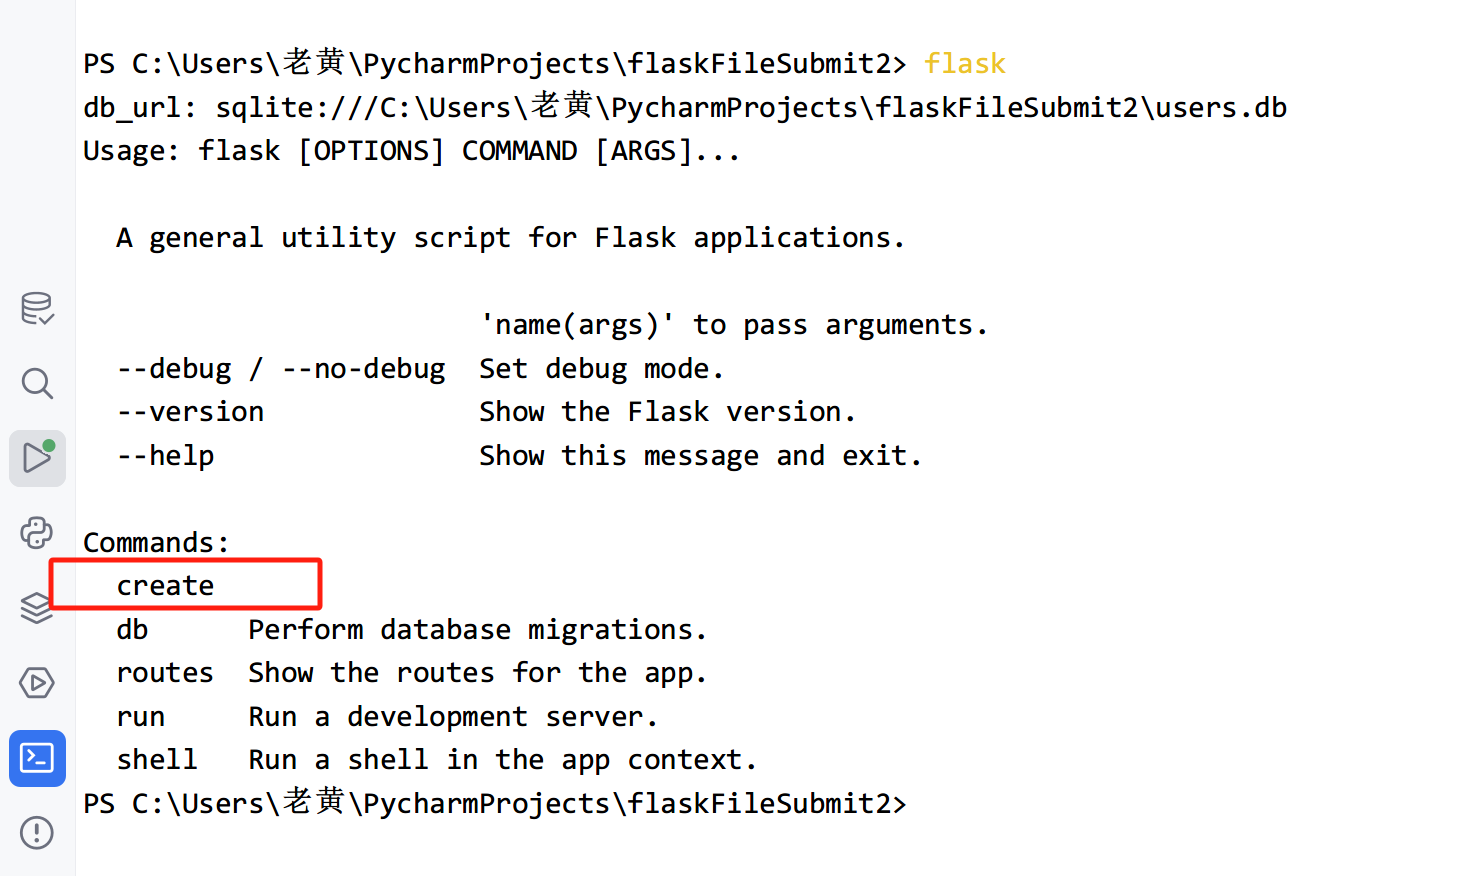 PS C:\Users\老黄\PycharmProjects\flaskFileSubmit2> flask
db_url: sqlite:///C:\Users\老黄\PycharmProjects\flaskFileSubmit2\users.db
Usage: flask [OPTIONS] COMMAND [ARGS]...
A general utility script for Flask applications.
'name(args)' to pass arguments.
--debug / --no-debug  Set debug mode.
--version             Show the Flask version.
--help                Show this message and exit.
Commands:
create
db      Perform database migrations.
routes  Show the routes for the app.
run     Run a development server.
shell   Run a shell in the app context.
PS C:\Users\老黄\PycharmProjects\flaskFileSubmit2>